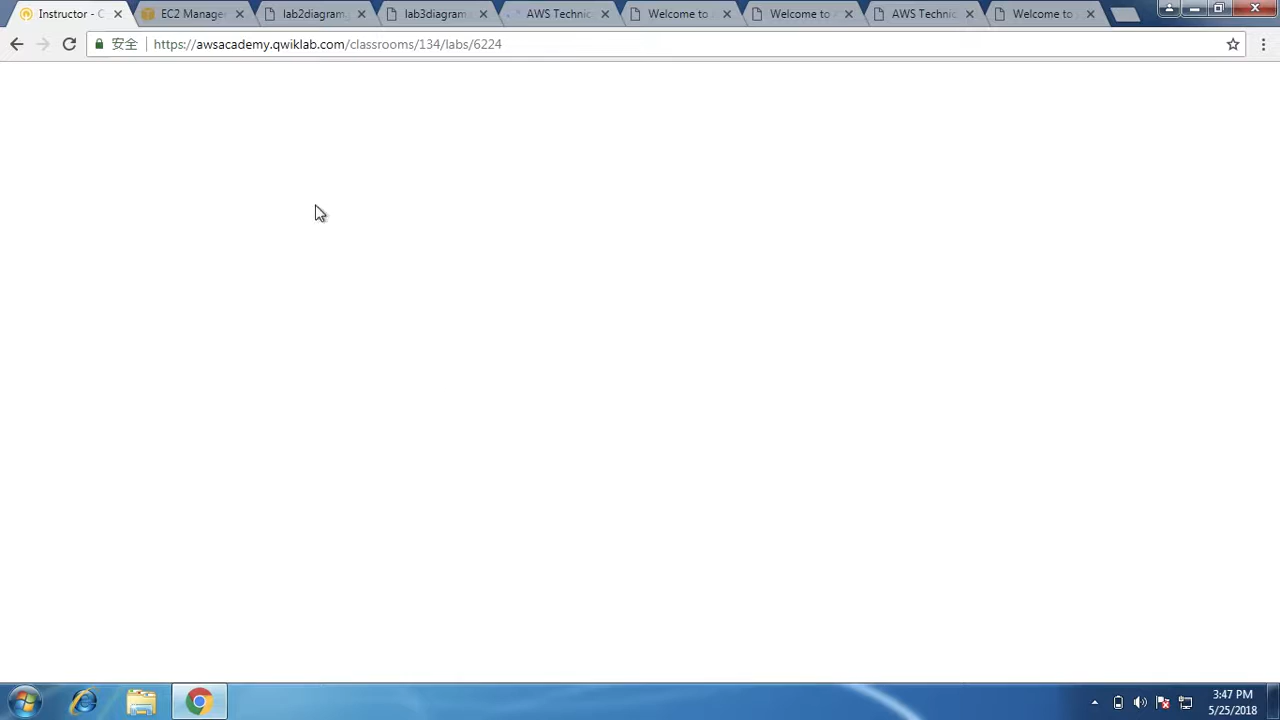 Instructor - C
EC2 Manage
lab2diagram
lab3diagram
AWS Technic
Welcome to
Welcome to
AWS Technic
Welcome to
安全
https://awsacademy.qwiklab.com/classrooms/134/labs/6224
3:47 PM
5/25/2018